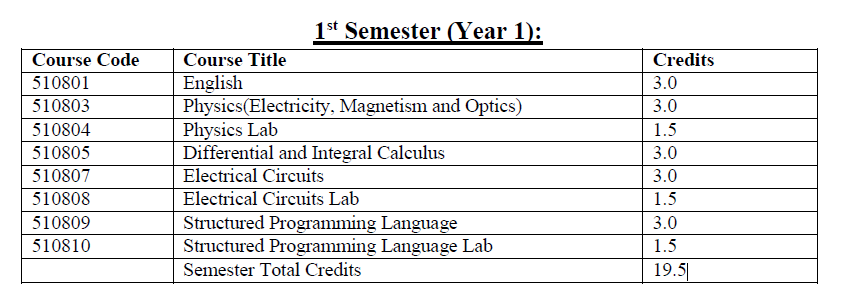 1st Semester (Year 1):
Course Code Course Title Credits
510801 English 3.0
510803 Physics(Electricity, Magnetism and Optics) 3.0
510804 Physics Lab 1.5
510805 Differential and Integral Calculus 3.0
510807 Electrical Circuits 3.0
510808 Electrical Circuits Lab 1.5
510809 Structured Programming Language 3.0
510810 Structured Programming Language Lab 1.5
Semester Total Credits 19.5